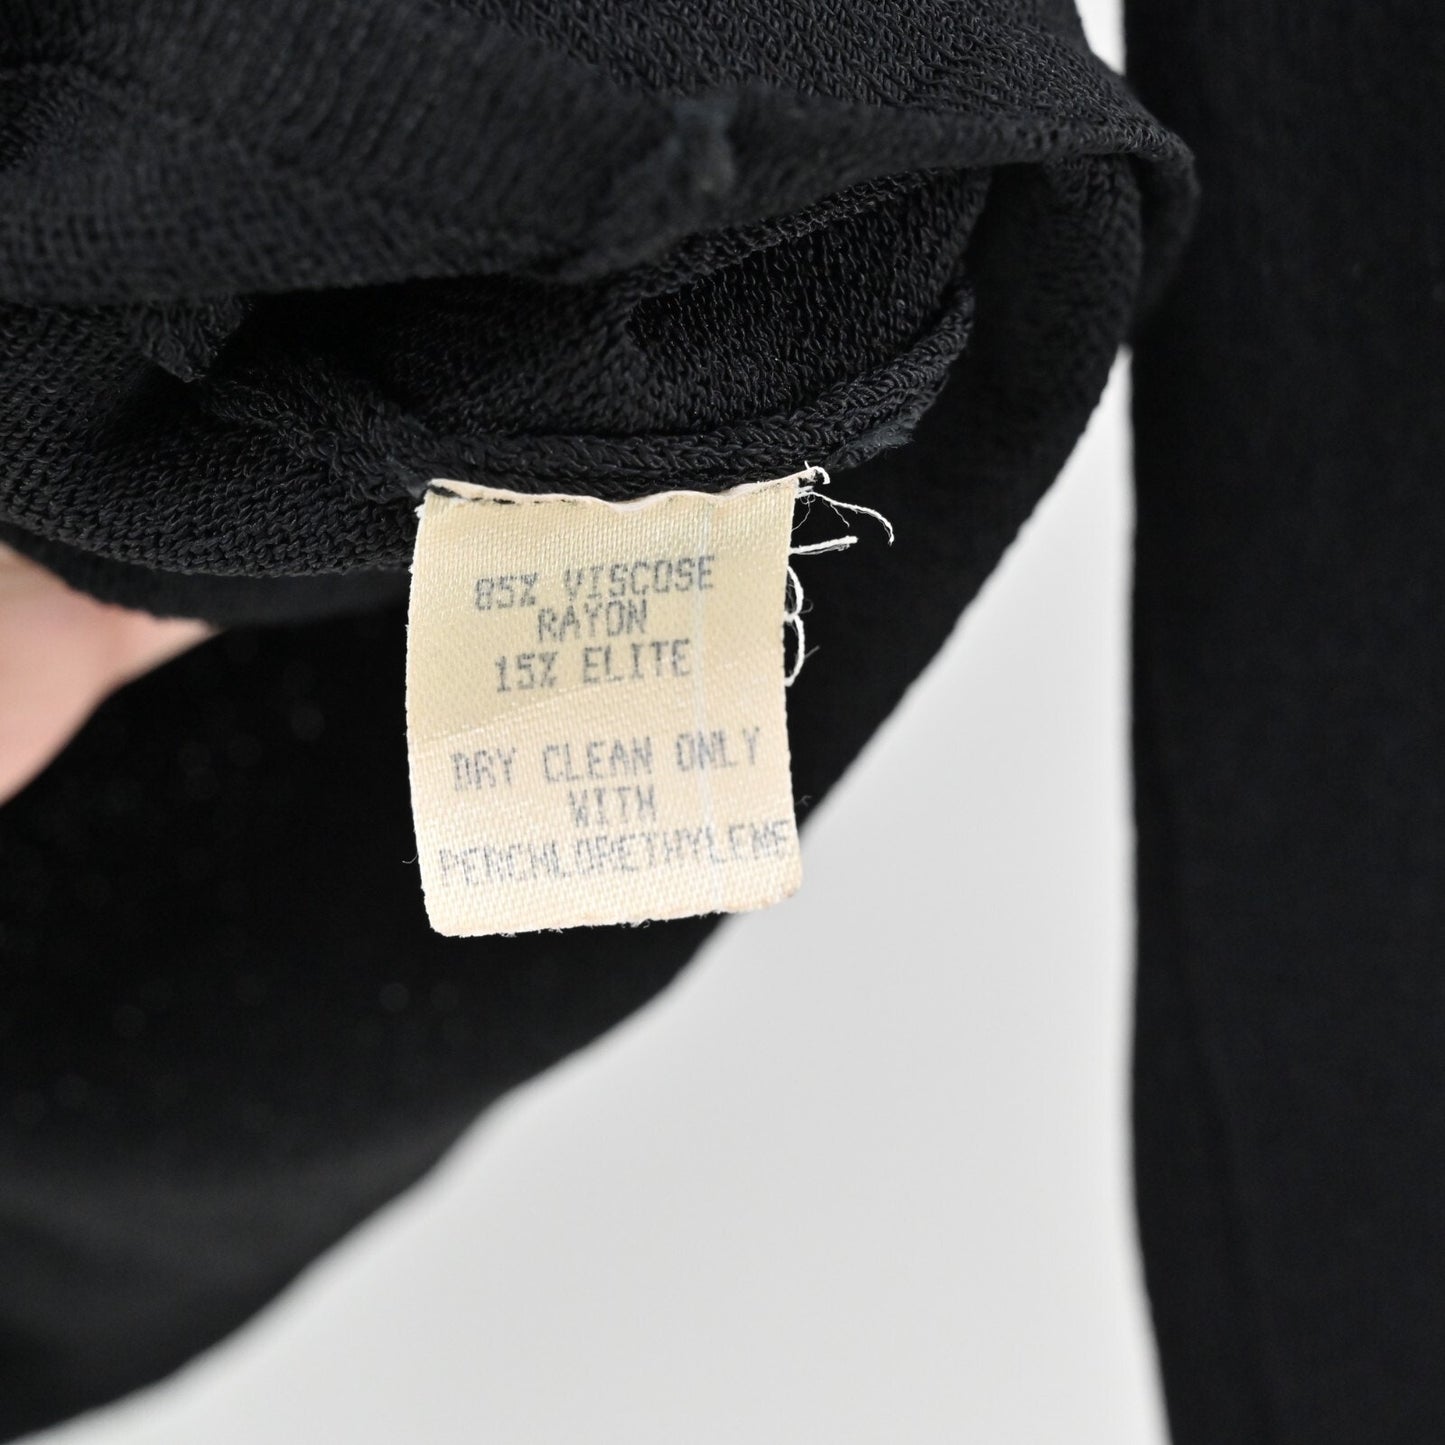 85% VISCOSE
RAYON
15% ELITE
DRY CLEAN ONLY
WITH
PERCHLORETHYLENE